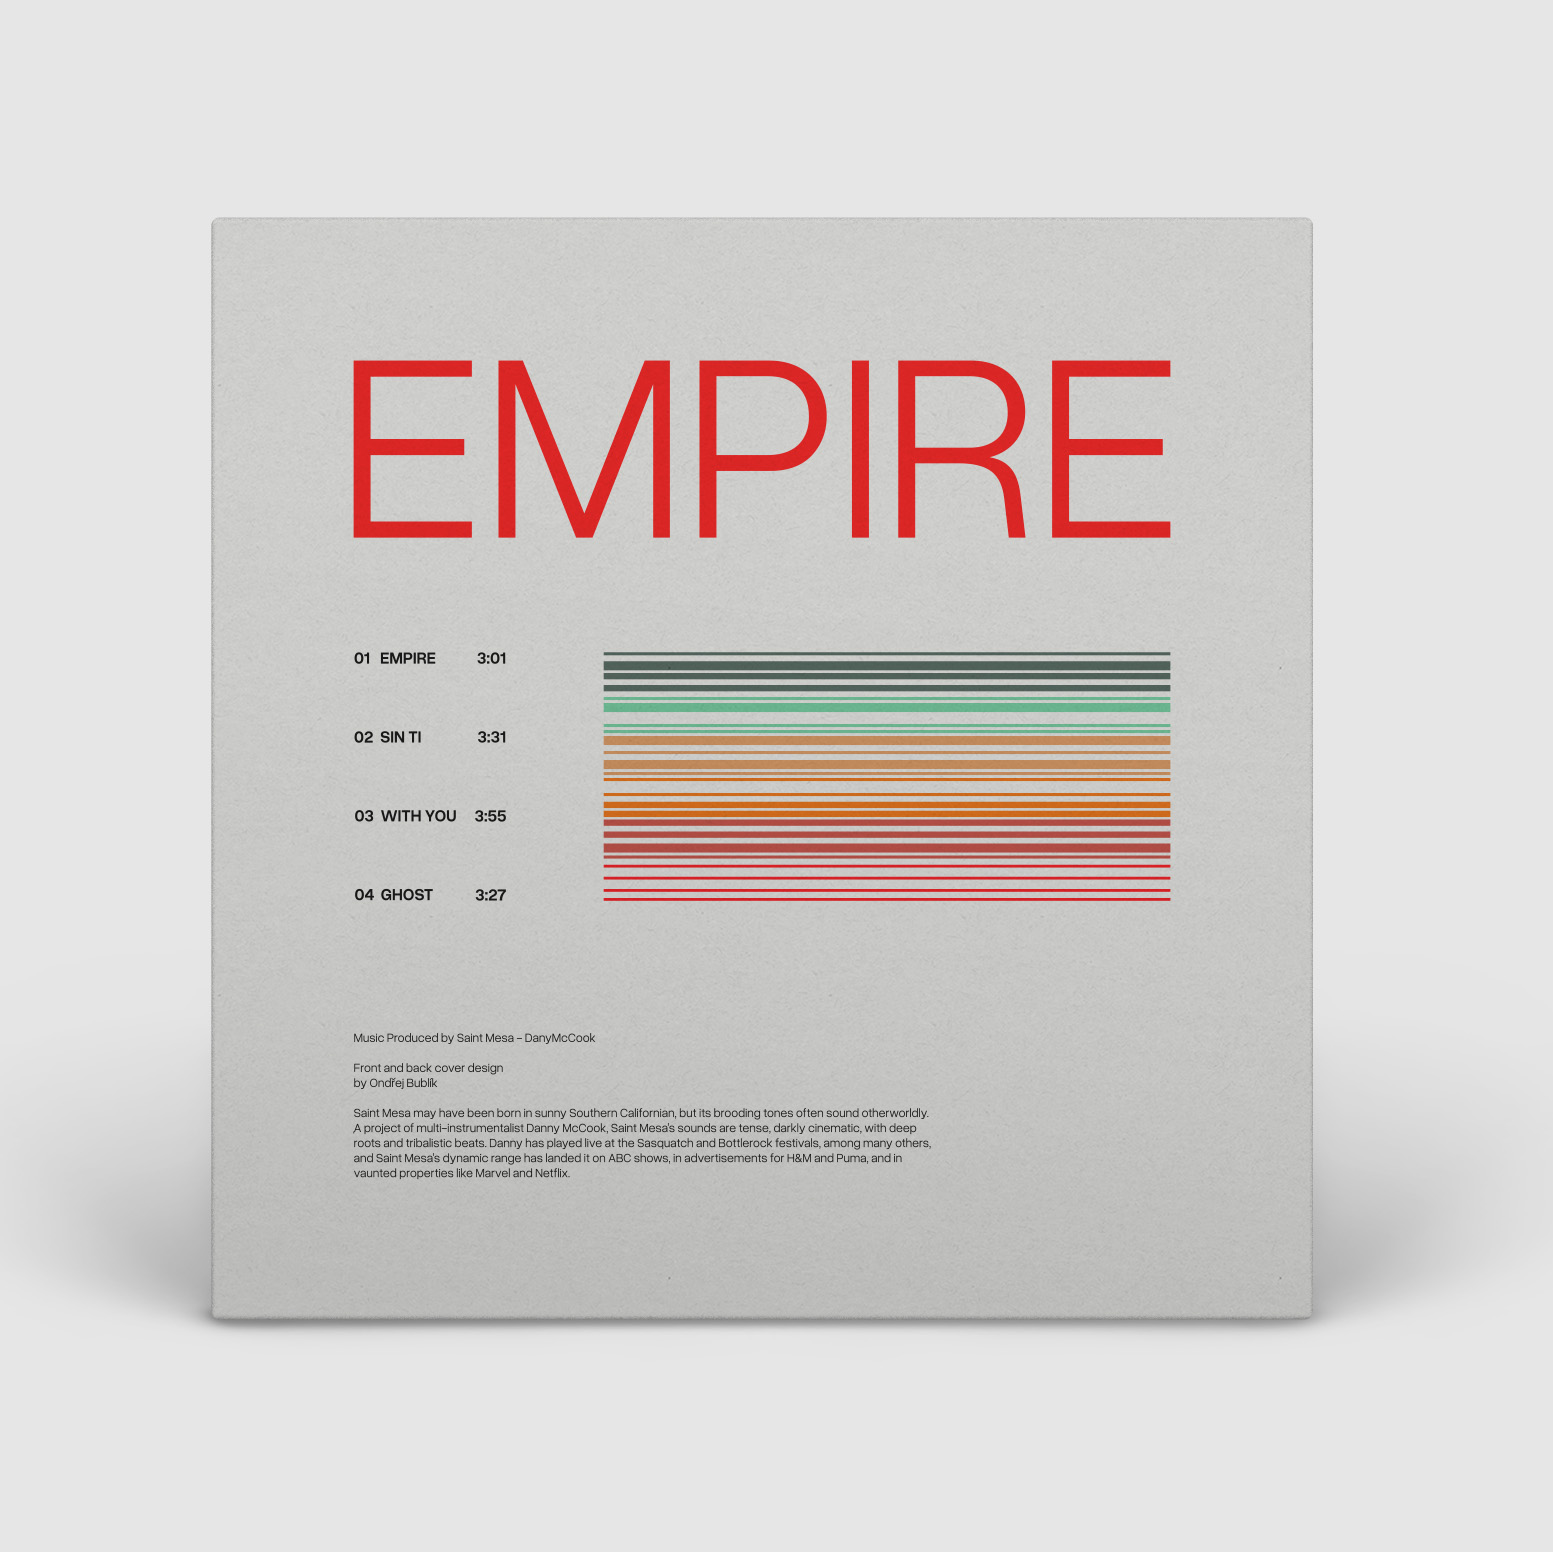 EMPIRE
01 EMPIRE 3:01
02 SIN TI 3:31
03 WITH YOU 3:55
04 GHOST 3:27
Music Produced by Saint Mesa - DanyMcCook
Front and back cover design
by Ondřej Bublík
Saint Mesa may have been born in sunny Southern Californian, but its brooding tones often sound otherworldly.
A project of multi-instrumentalist Danny McCook, Saint Mesa's sounds are tense, darkly cinematic, with deep
roots and tribalistic beats. Danny has played live at the Sasquatch and Bottlerock festivals, among many others,
and Saint Mesa's dynamic range has landed it on ABC shows, in advertisements for H&M and Puma, and in
vaunted properties like Marvel and Netflix.